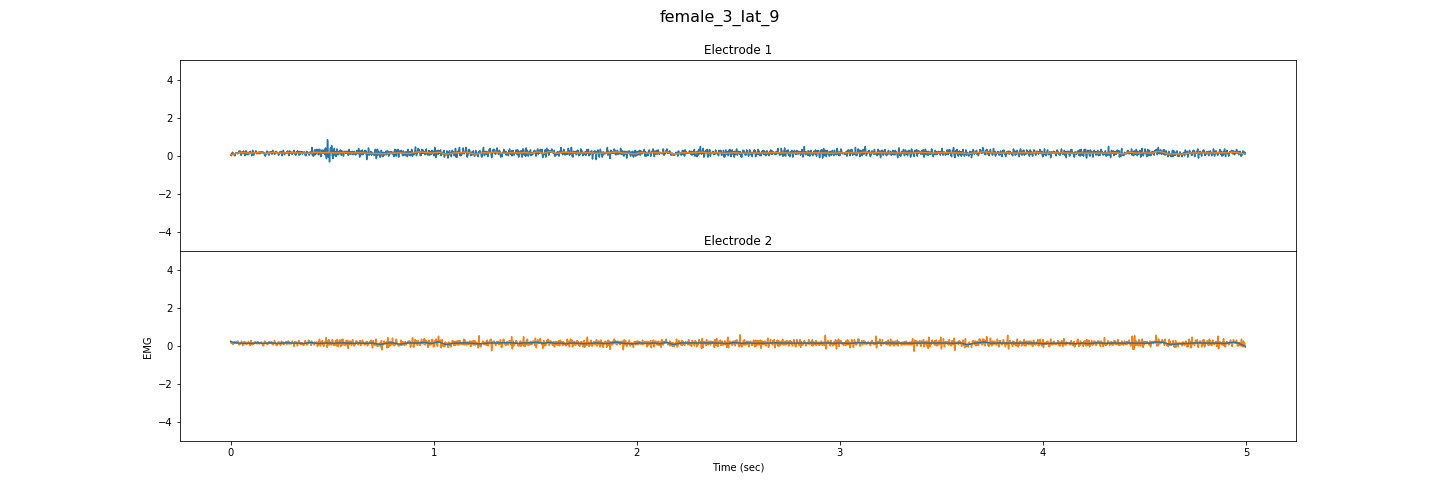 female_3_lat_9
Electrode 1
4
2
0
−2
−4
Electrode 2
4
2
0
−2
−4
EMG
0 1 2 3 4 5
Time (sec)